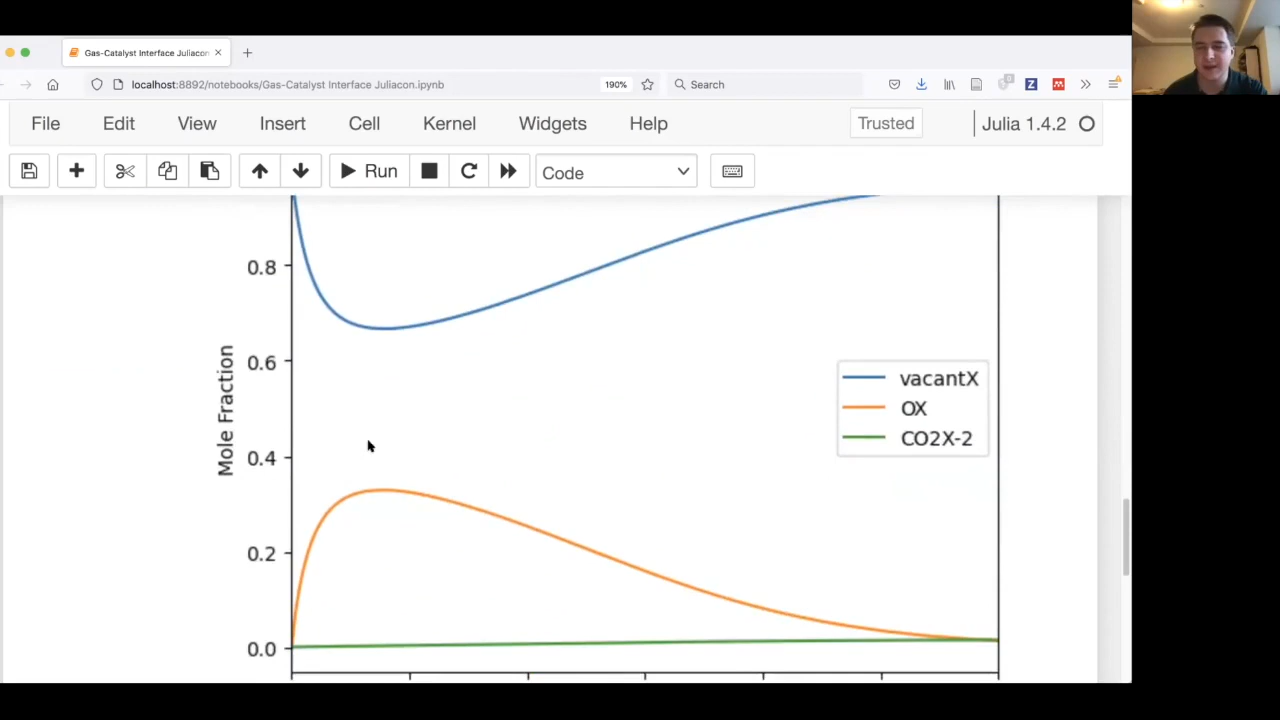 Gas-Catalyst Interface Juliacon
localhost:8892/notebooks/Gas-Catalyst Interface Juliacon.ipynb
190%
Search
File Edit View Insert Cell Kernel Widgets Help
Trusted
Julia 1.4.2
Run
Code
0.8
0.6
0.4
0.2
0.0
Mole Fraction
vacantX
OX
CO2X-2